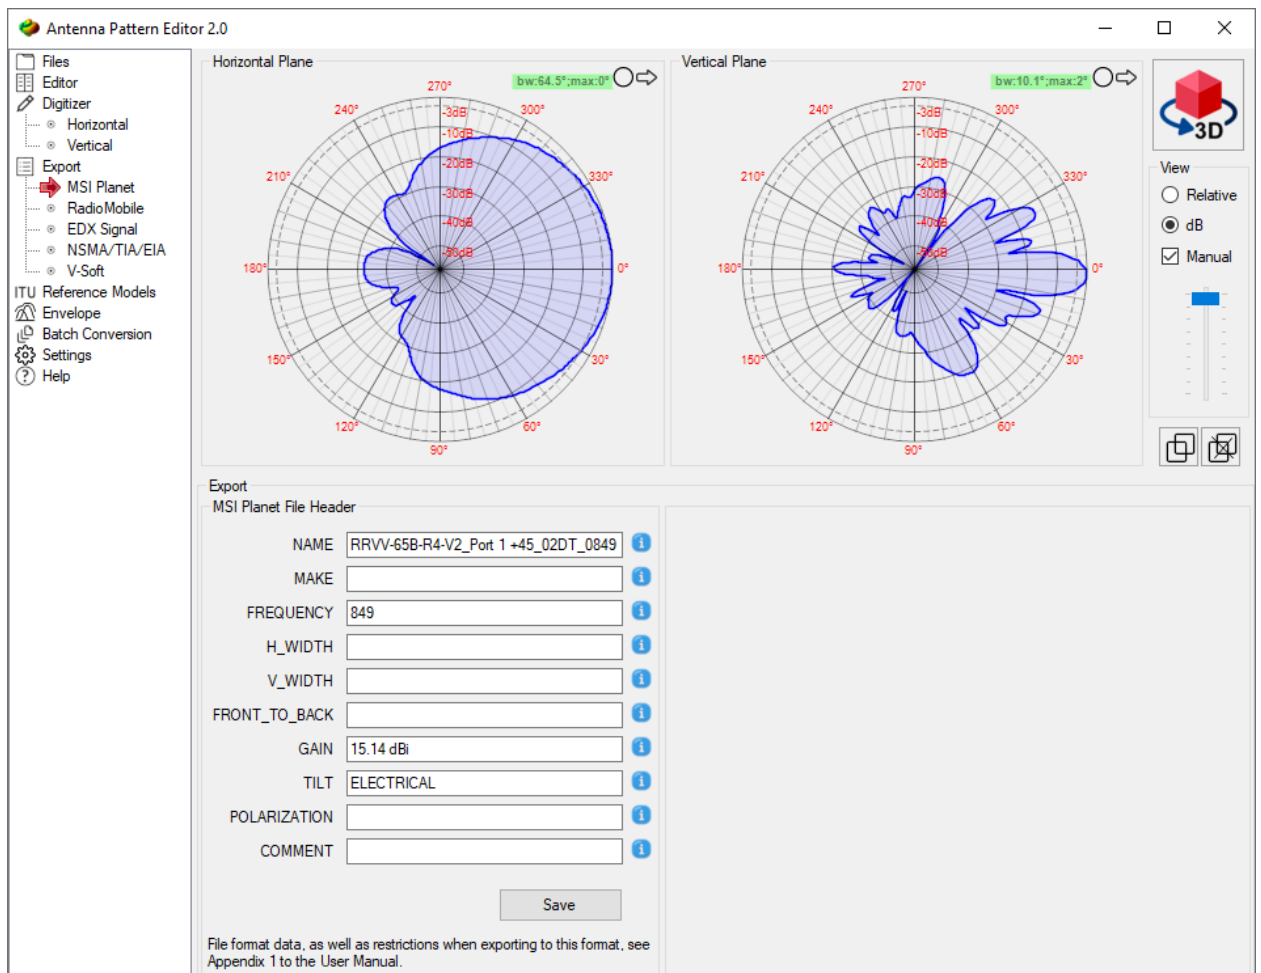 Antenna Pattern Editor 2.0
Files
Editor
Digitizer
Horizontal
Vertical
Export
MSI Planet
RadioMobile
EDX Signal
NSMA/TIA/EIA
V-Soft
ITU Reference Models
Envelope
Batch Conversion
Settings
Help
Horizontal Plane
bw:64.5°;max:0°
270°
240°
300°
210°
330°
180°
0°
150°
30°
120°
60°
90°
-3dB
-10dB
-20dB
-30dB
-40dB
-50dB
Vertical Plane
bw:10.1°;max:2°
270°
240°
300°
210°
330°
180°
0°
150°
30°
120°
60°
90°
-3dB
-10dB
-20dB
-30dB
-40dB
-50dB
3D
View
Relative
dB
Manual
Export
MSI Planet File Header
NAME RRVV-65B-R4-V2_Port 1 +45_02DT_0849
MAKE
FREQUENCY 849
H_WIDTH
V_WIDTH
FRONT_TO_BACK
GAIN 15.14 dBi
TILT ELECTRICAL
POLARIZATION
COMMENT
Save
File format data, as well as restrictions when exporting to this format, see
Appendix 1 to the User Manual.